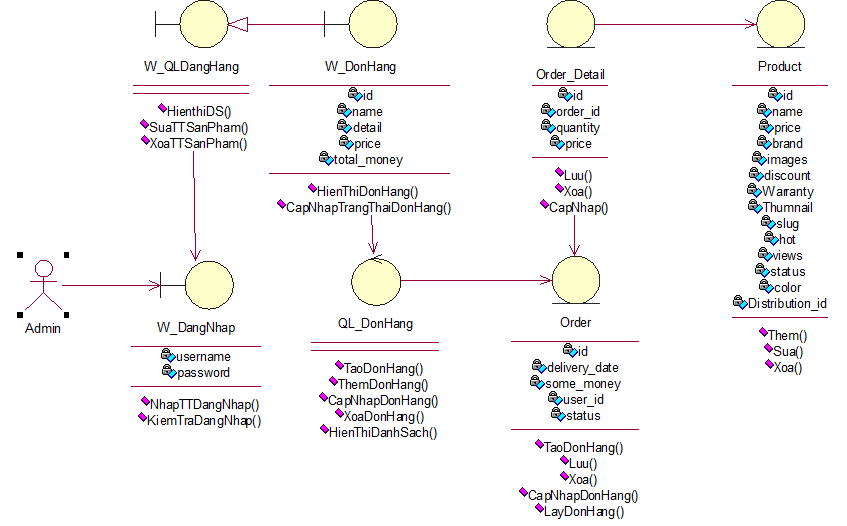 W_QLDangHang
HienthiDS()
SuaTTSanPham()
XoaTTSanPham()
W_DonHang
id
name
detail
price
total_money
HienThiDonHang()
CapNhapTrangThaiDonHang()
Order_Detail
id
order_id
quantity
price
Luu()
Xoa()
CapNhap()
Product
id
name
price
brand
images
discount
Warranty
Thumnail
slug
hot
views
status
color
Distribution_id
Them()
Sua()
Xoa()
Admin
W_DangNhap
username
password
NhapTTDangNhap()
KiemTraDangNhap()
QL_DonHang
TaoDonHang()
ThemDonHang()
CapNhapDonHang()
XoaDonHang()
HienThiDanhSach()
Order
id
delivery_date
some_money
user_id
status
TaoDonHang()
Luu()
Xoa()
CapNhapDonHang()
LayDonHang()